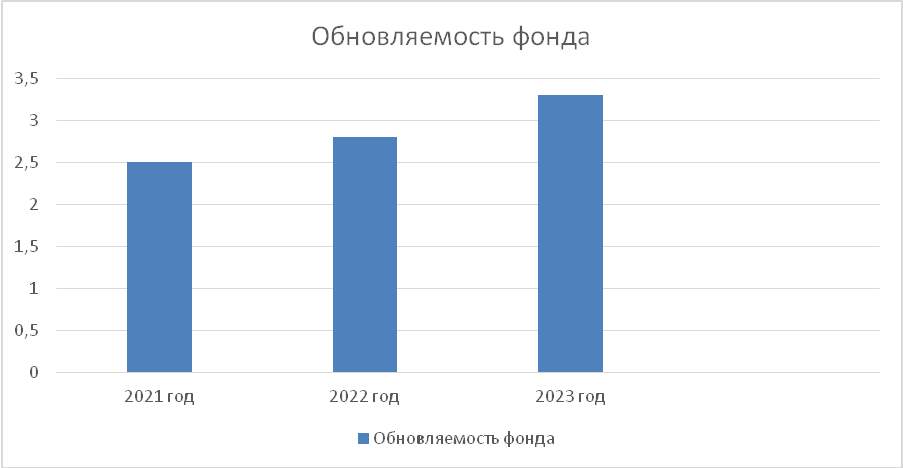 Обновляемость фонда
3,5
3
2,5
2
1,5
1
0,5
0
2021 год
2022 год
2023 год
Обновляемость фонда